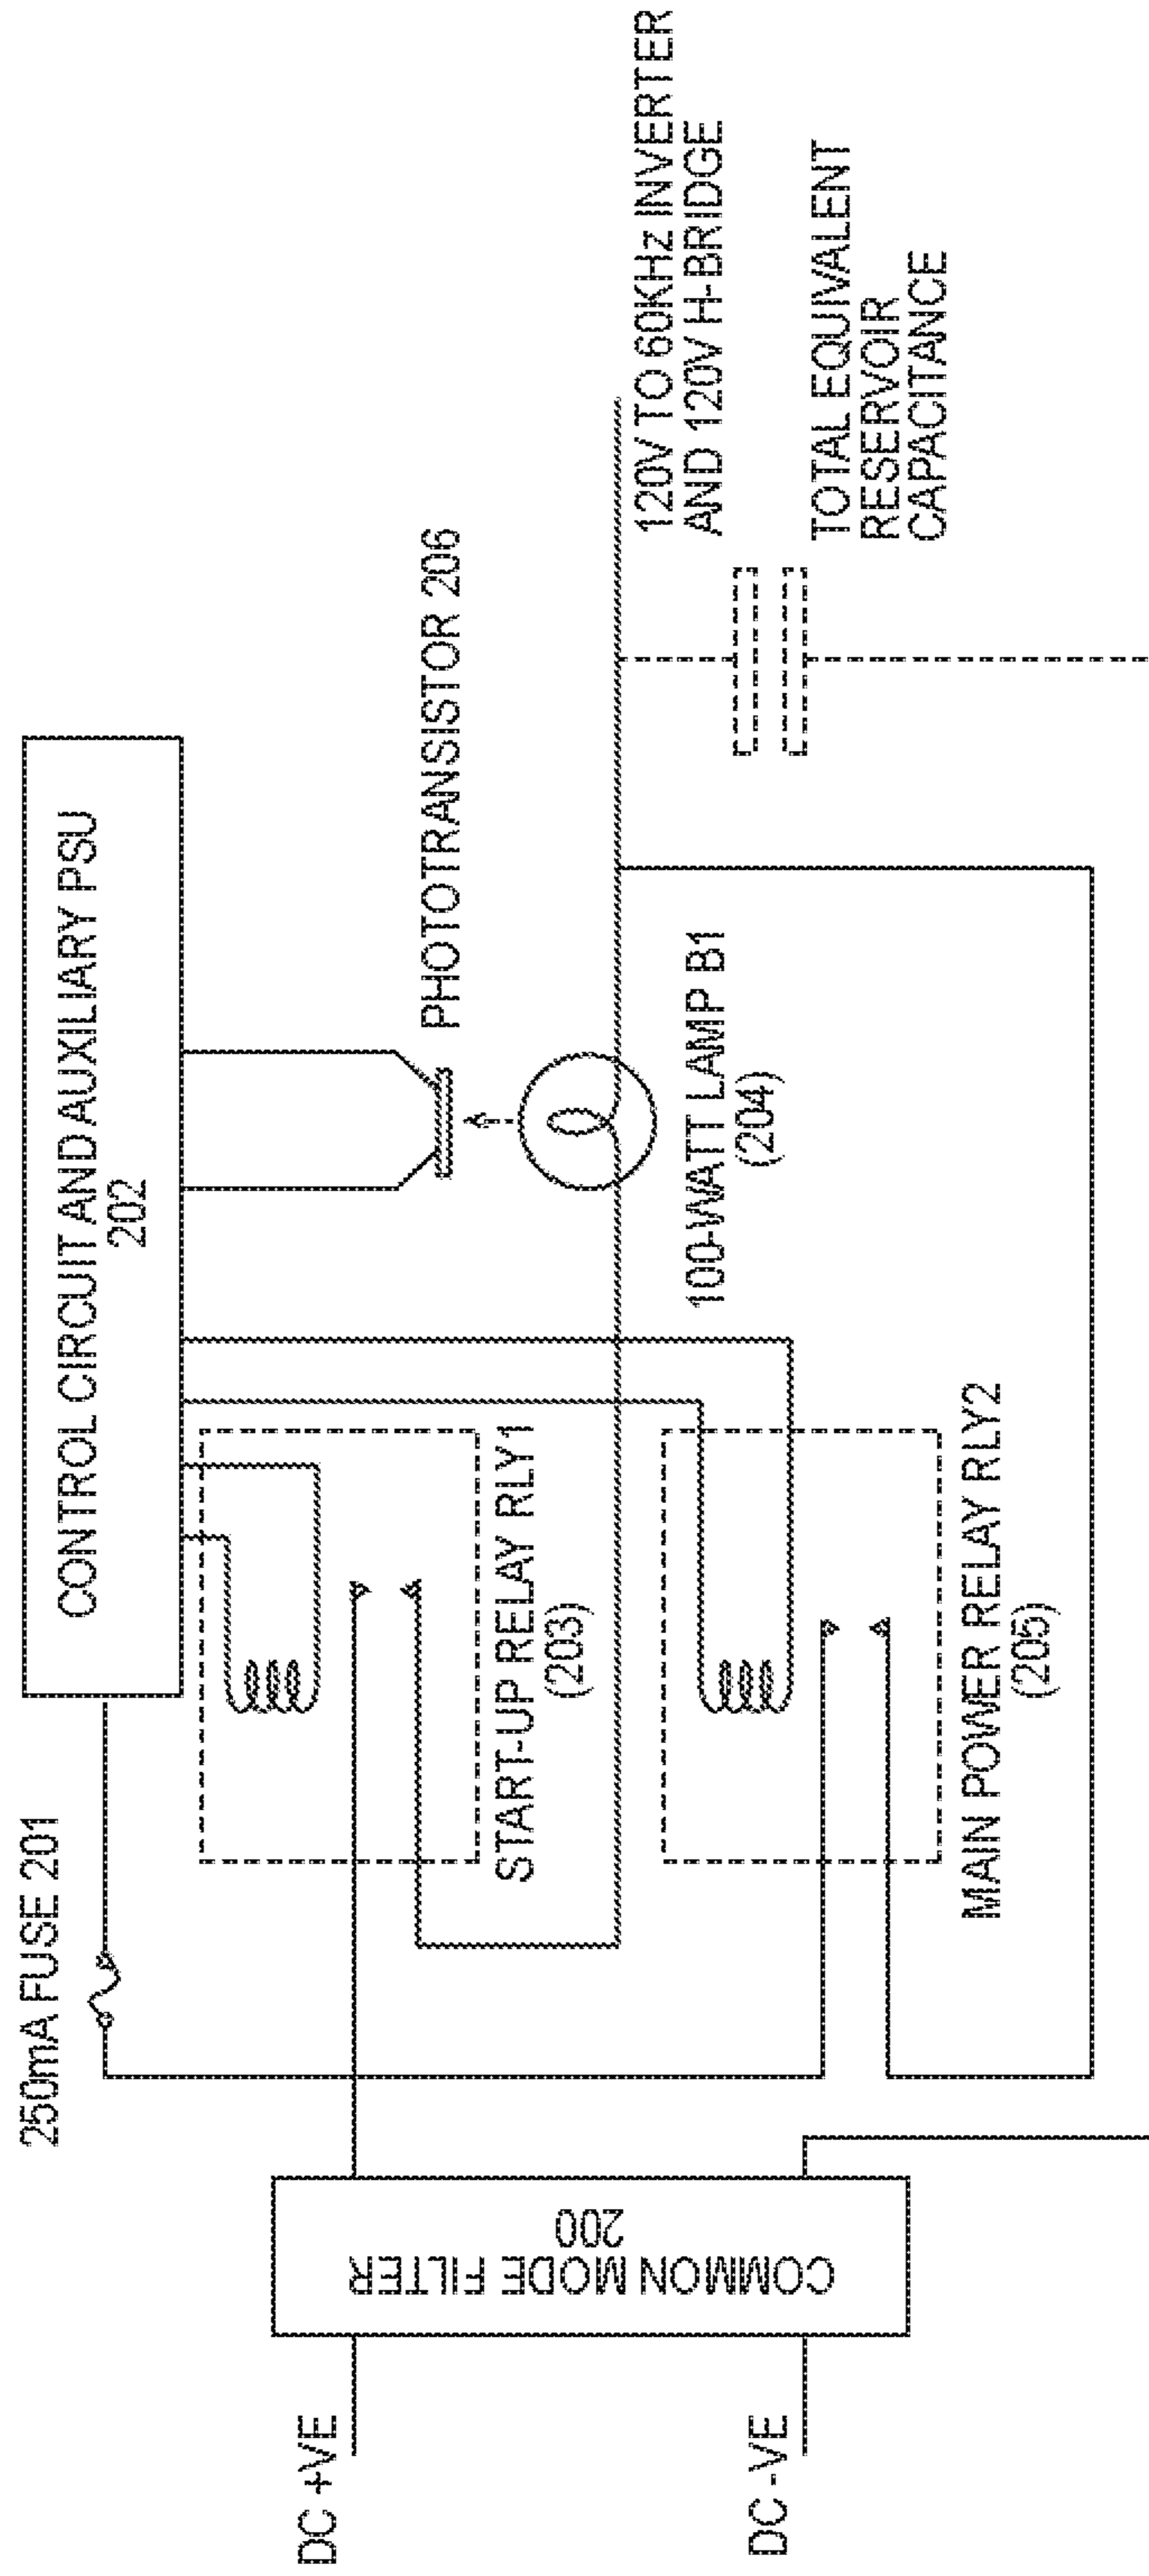 250mA FUSE 201
CONTROL CIRCUIT AND AUXILIARY PSU
202
PHOTOTRANSISTOR 206
START-UP RELAY RLY1
(203)
100-WATT LAMP B1
(204)
120V TO 60KHz INVERTER
AND 120V H-BRIDGE
TOTAL EQUIVALENT
RESERVOIR
CAPACITANCE
MAIN POWER RELAY RLY2
(205)
COMMON MODE FILTER
200
DC +VE
DC -VE